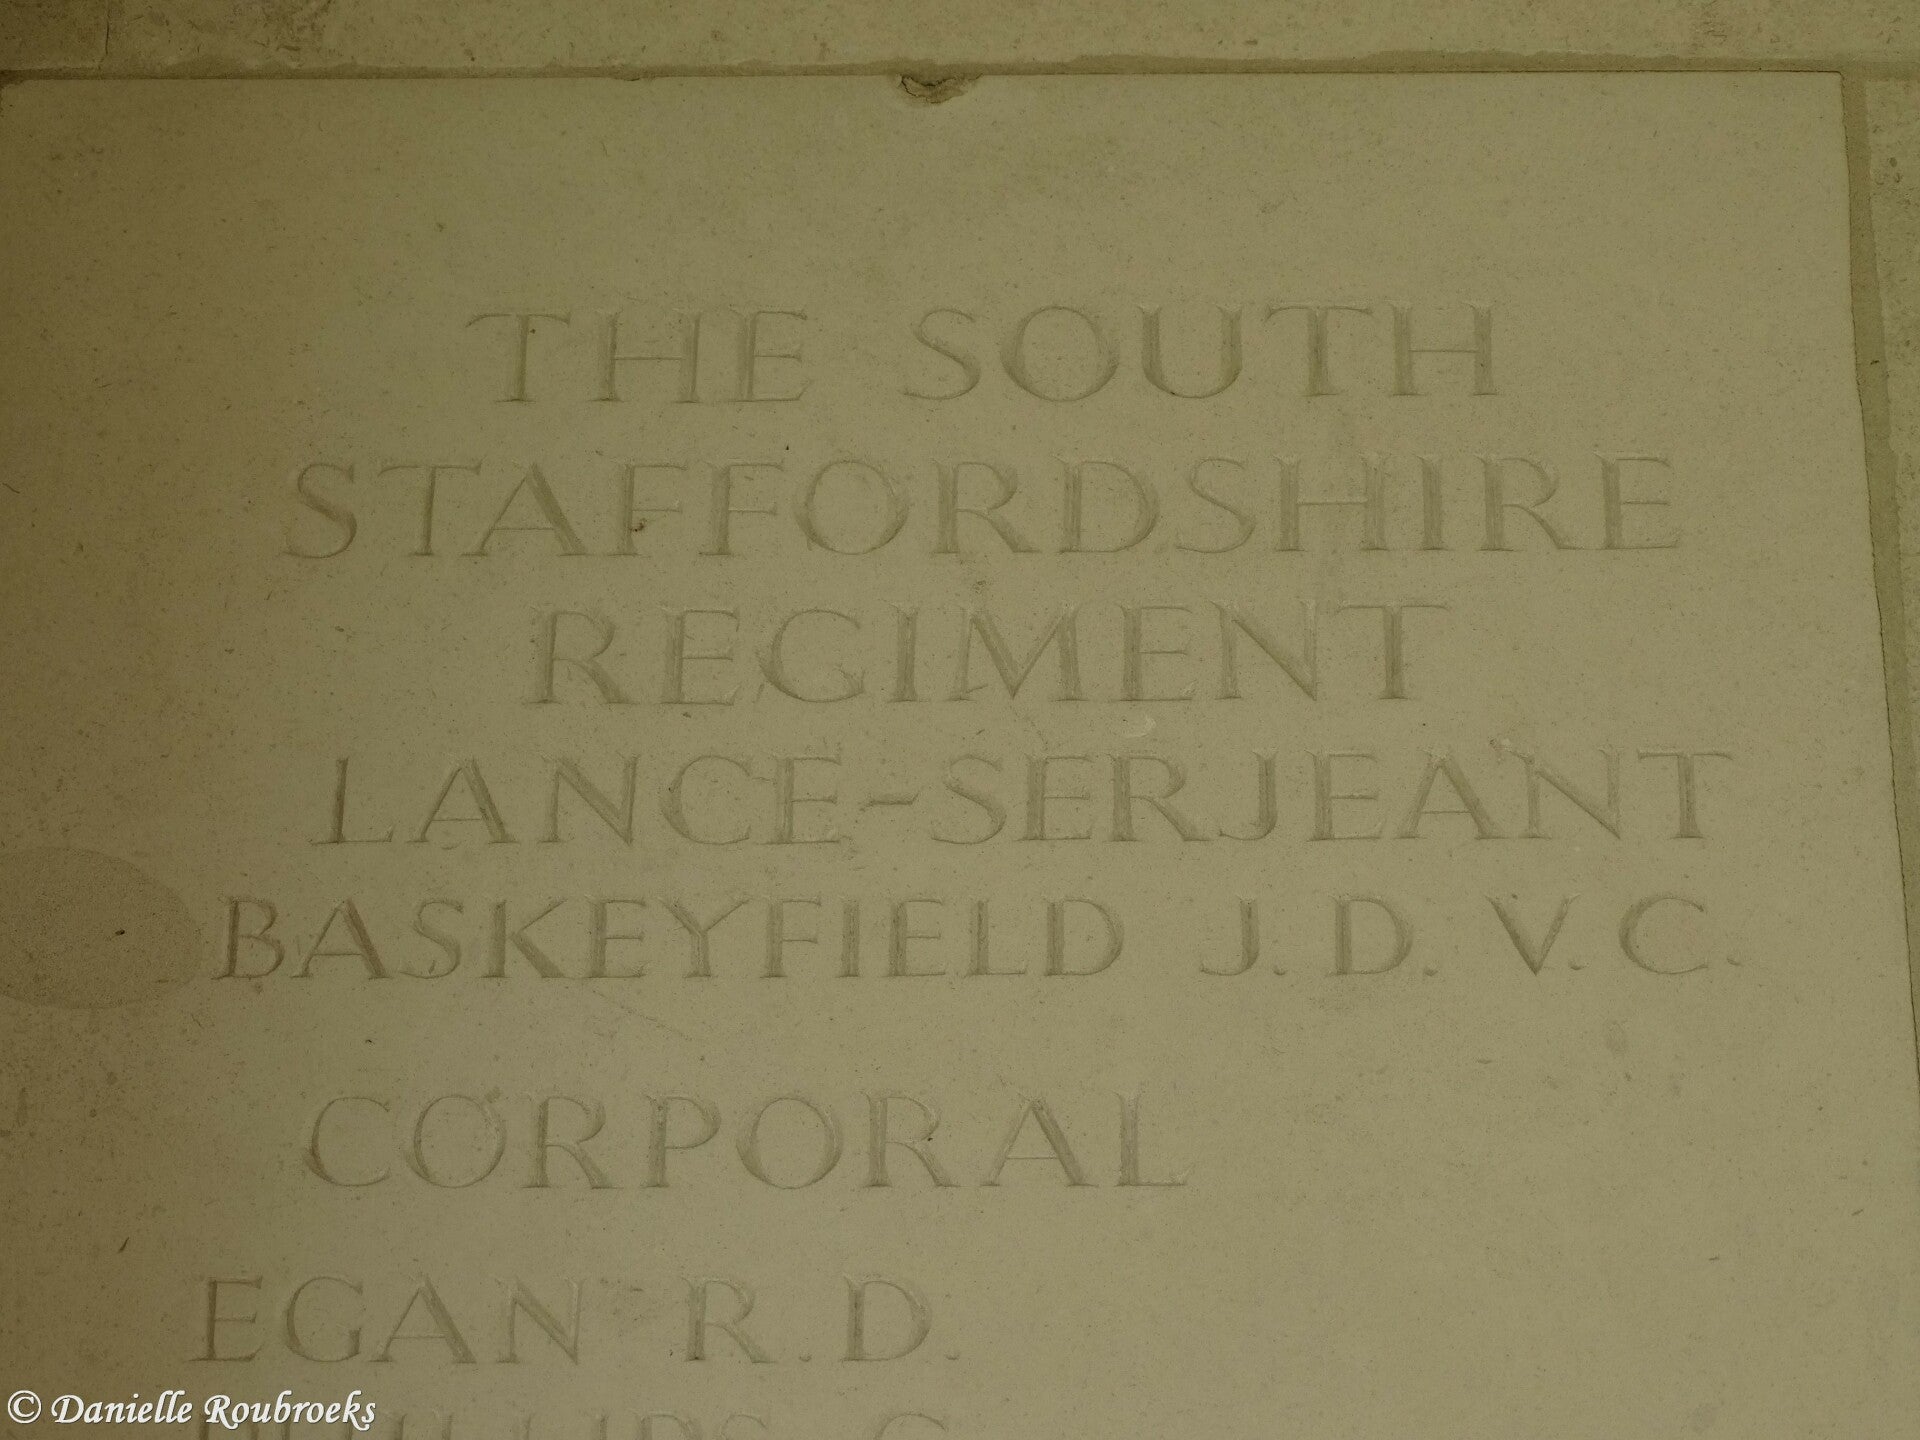 THE SOUTH
STAFFORDSHIRE
REGIMENT
LANCE-SERJEANT
BASKEYFIELD J. D. V. C.
CORPORAL
EGAN R. D.
© Danielle Roubroeks